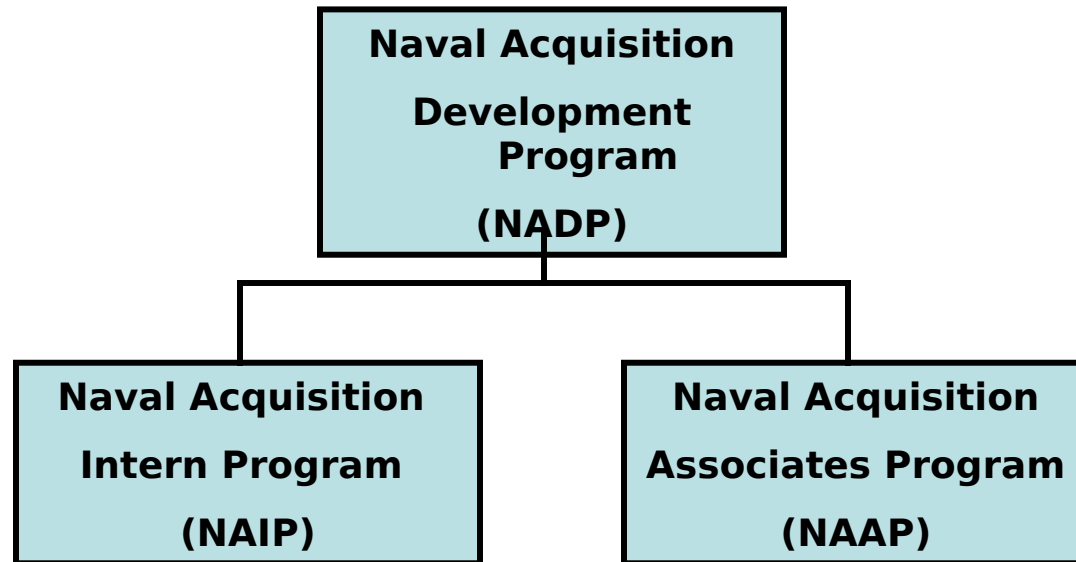 Naval Acquisition
Development
Program
(NADP)
Naval Acquisition
Intern Program
(NAIP)
Naval Acquisition
Associates Program
(NAAP)